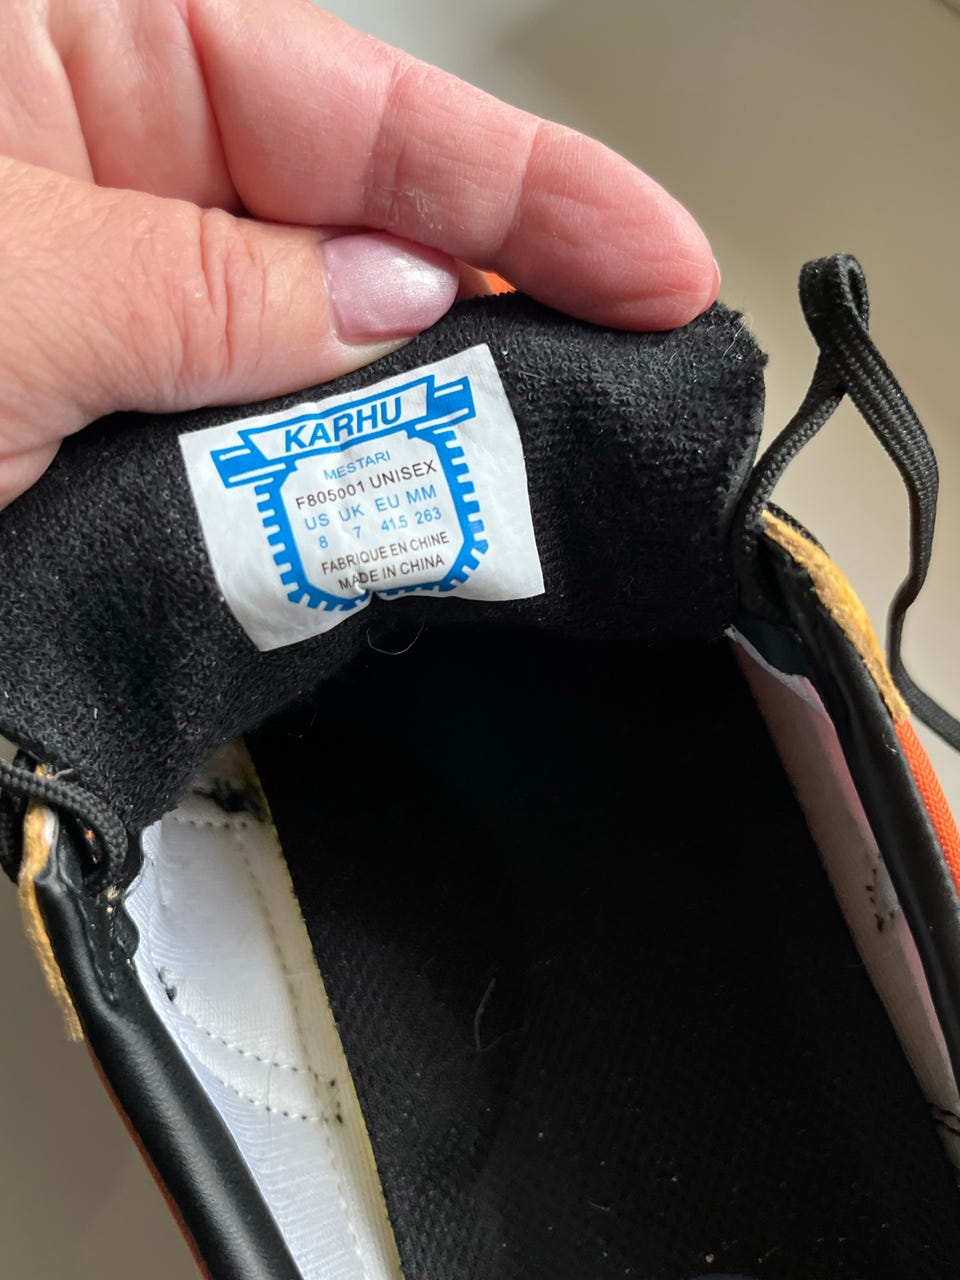 KARHU
MESTARI
F805001 UNISEX
US UK EU MM
8 7 41.5 263
FABRIQUE EN CHINE
MADE IN CHINA